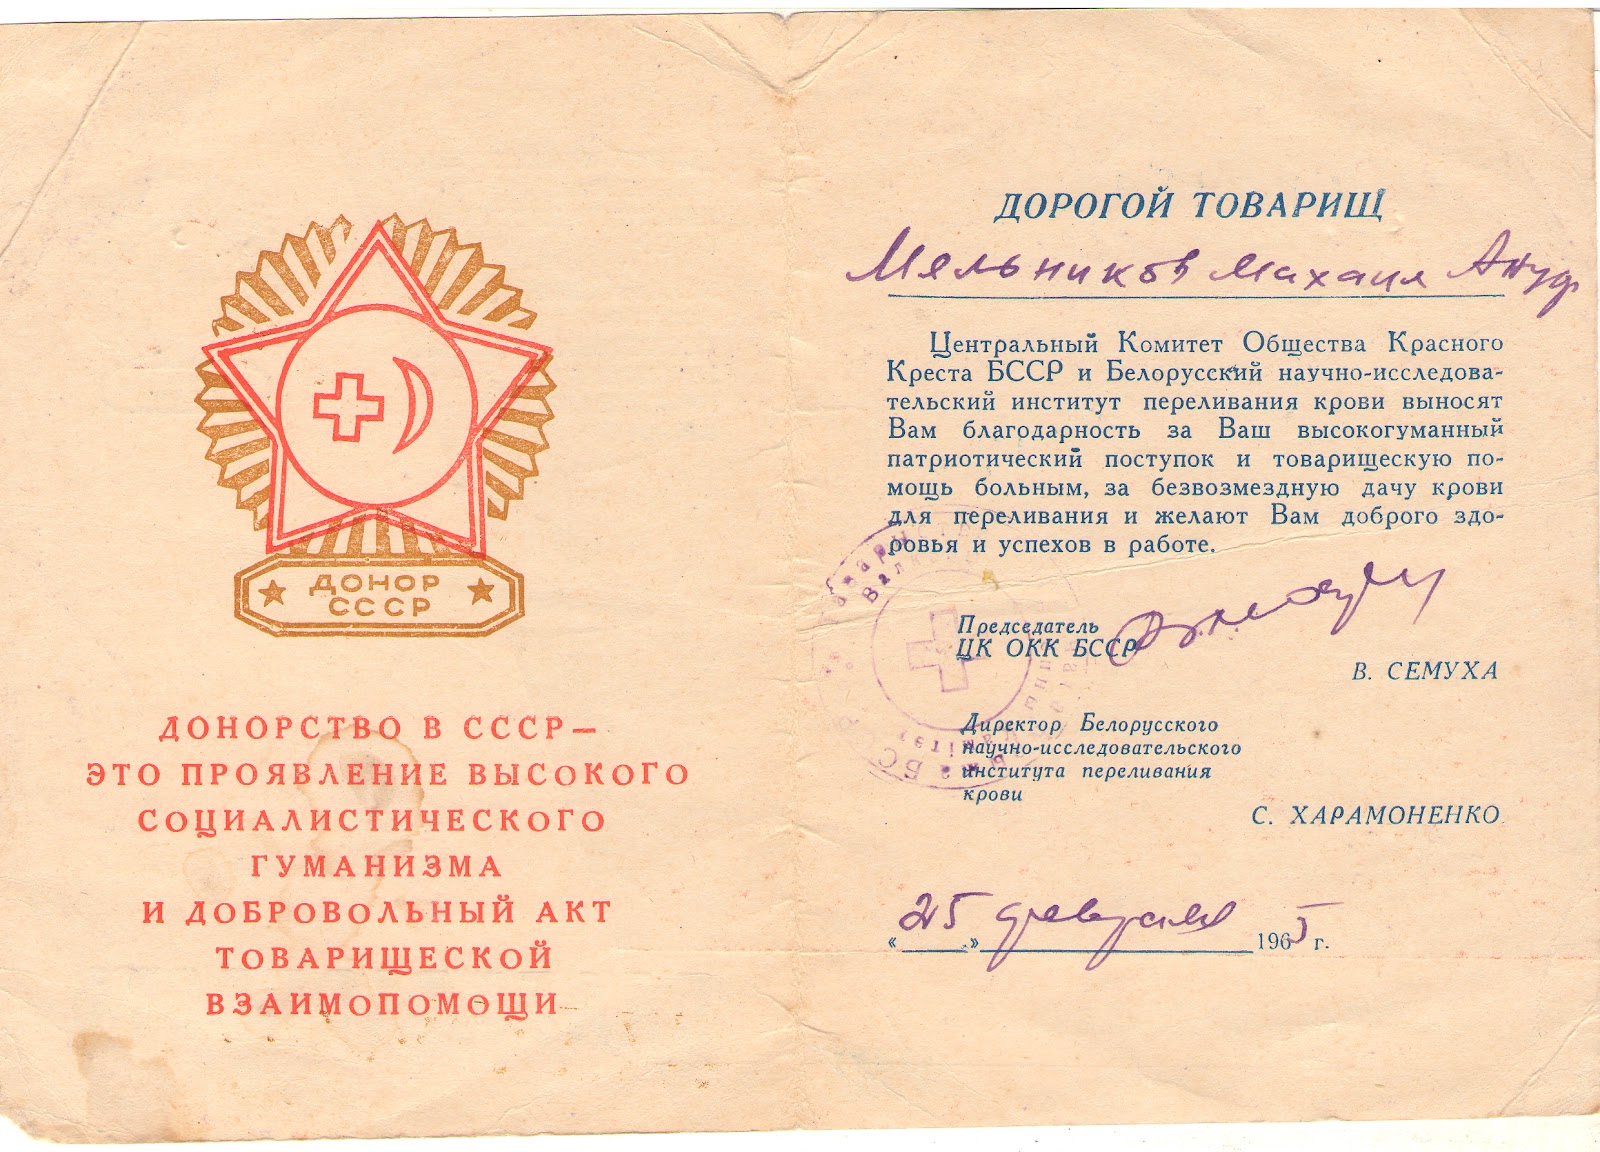 ДОНОР
СССР
ДОНОРСТВО В СССР—
ЭТО ПРОЯВЛЕНИЕ ВЫСОКОГО
СОЦИАЛИСТИЧЕСКОГО
ГУМАНИЗМА
И ДОБРОВОЛЬНЫЙ АКТ
ТОВАРИЩЕСКОЙ
ВЗАИМОПОМОЩИ
ДОРОГОЙ ТОВАРИЩ
Мяльников Махаил Ануф
Центральный Комитет Общества Красного
Креста БССР и Белорусский научно-исследова-
тельский институт переливания крови выносят
Вам благодарность за Ваш высокогуманный
патриотический поступок и товарищескую по-
мощь больным, за безвозмездную дачу крови
для переливания и желают Вам доброго здо-
ровья и успехов в работе.
Председатель
ЦК ОКК БССР
В. СЕМУХА
Директор Белорусского
научно-исследовательского
института переливания
крови
С. ХАРАМОНЕНКО
«25» февраля 1965 г.